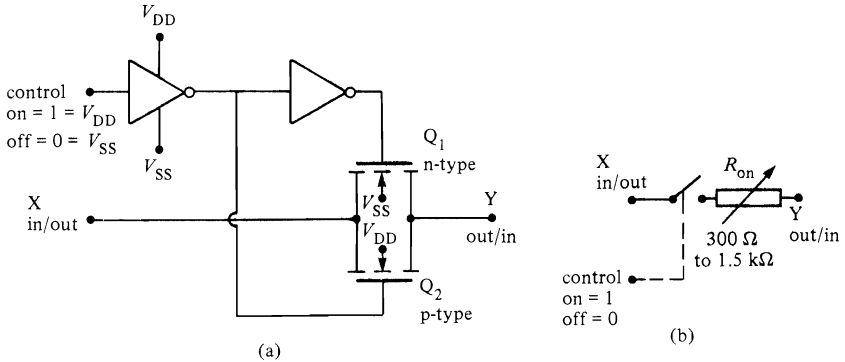 V_DD
control
on = 1 = V_DD
off = 0 = V_SS
V_SS
Q_1
n-type
X
in/out
V_SS
V_DD
Y
out/in
Q_2
p-type
(a)
X
in/out
R_on
Y
out/in
300 Ω
to 1.5 kΩ
control
on = 1
off = 0
(b)